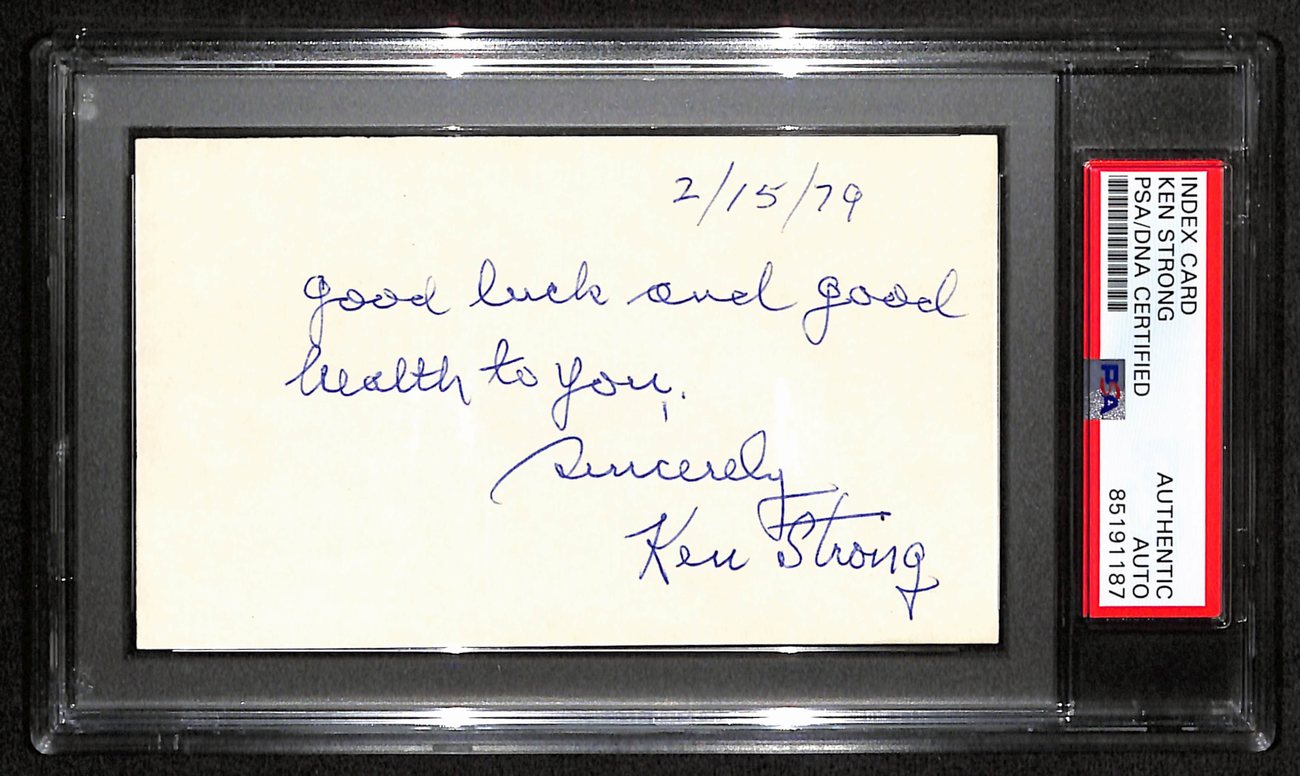 2/15/79
good luck and good
health to you.
Sincerely
Ken Strong
INDEX CARD
KEN STRONG
PSA/DNA CERTIFIED
AUTHENTIC
AUTO
85191187
PSA